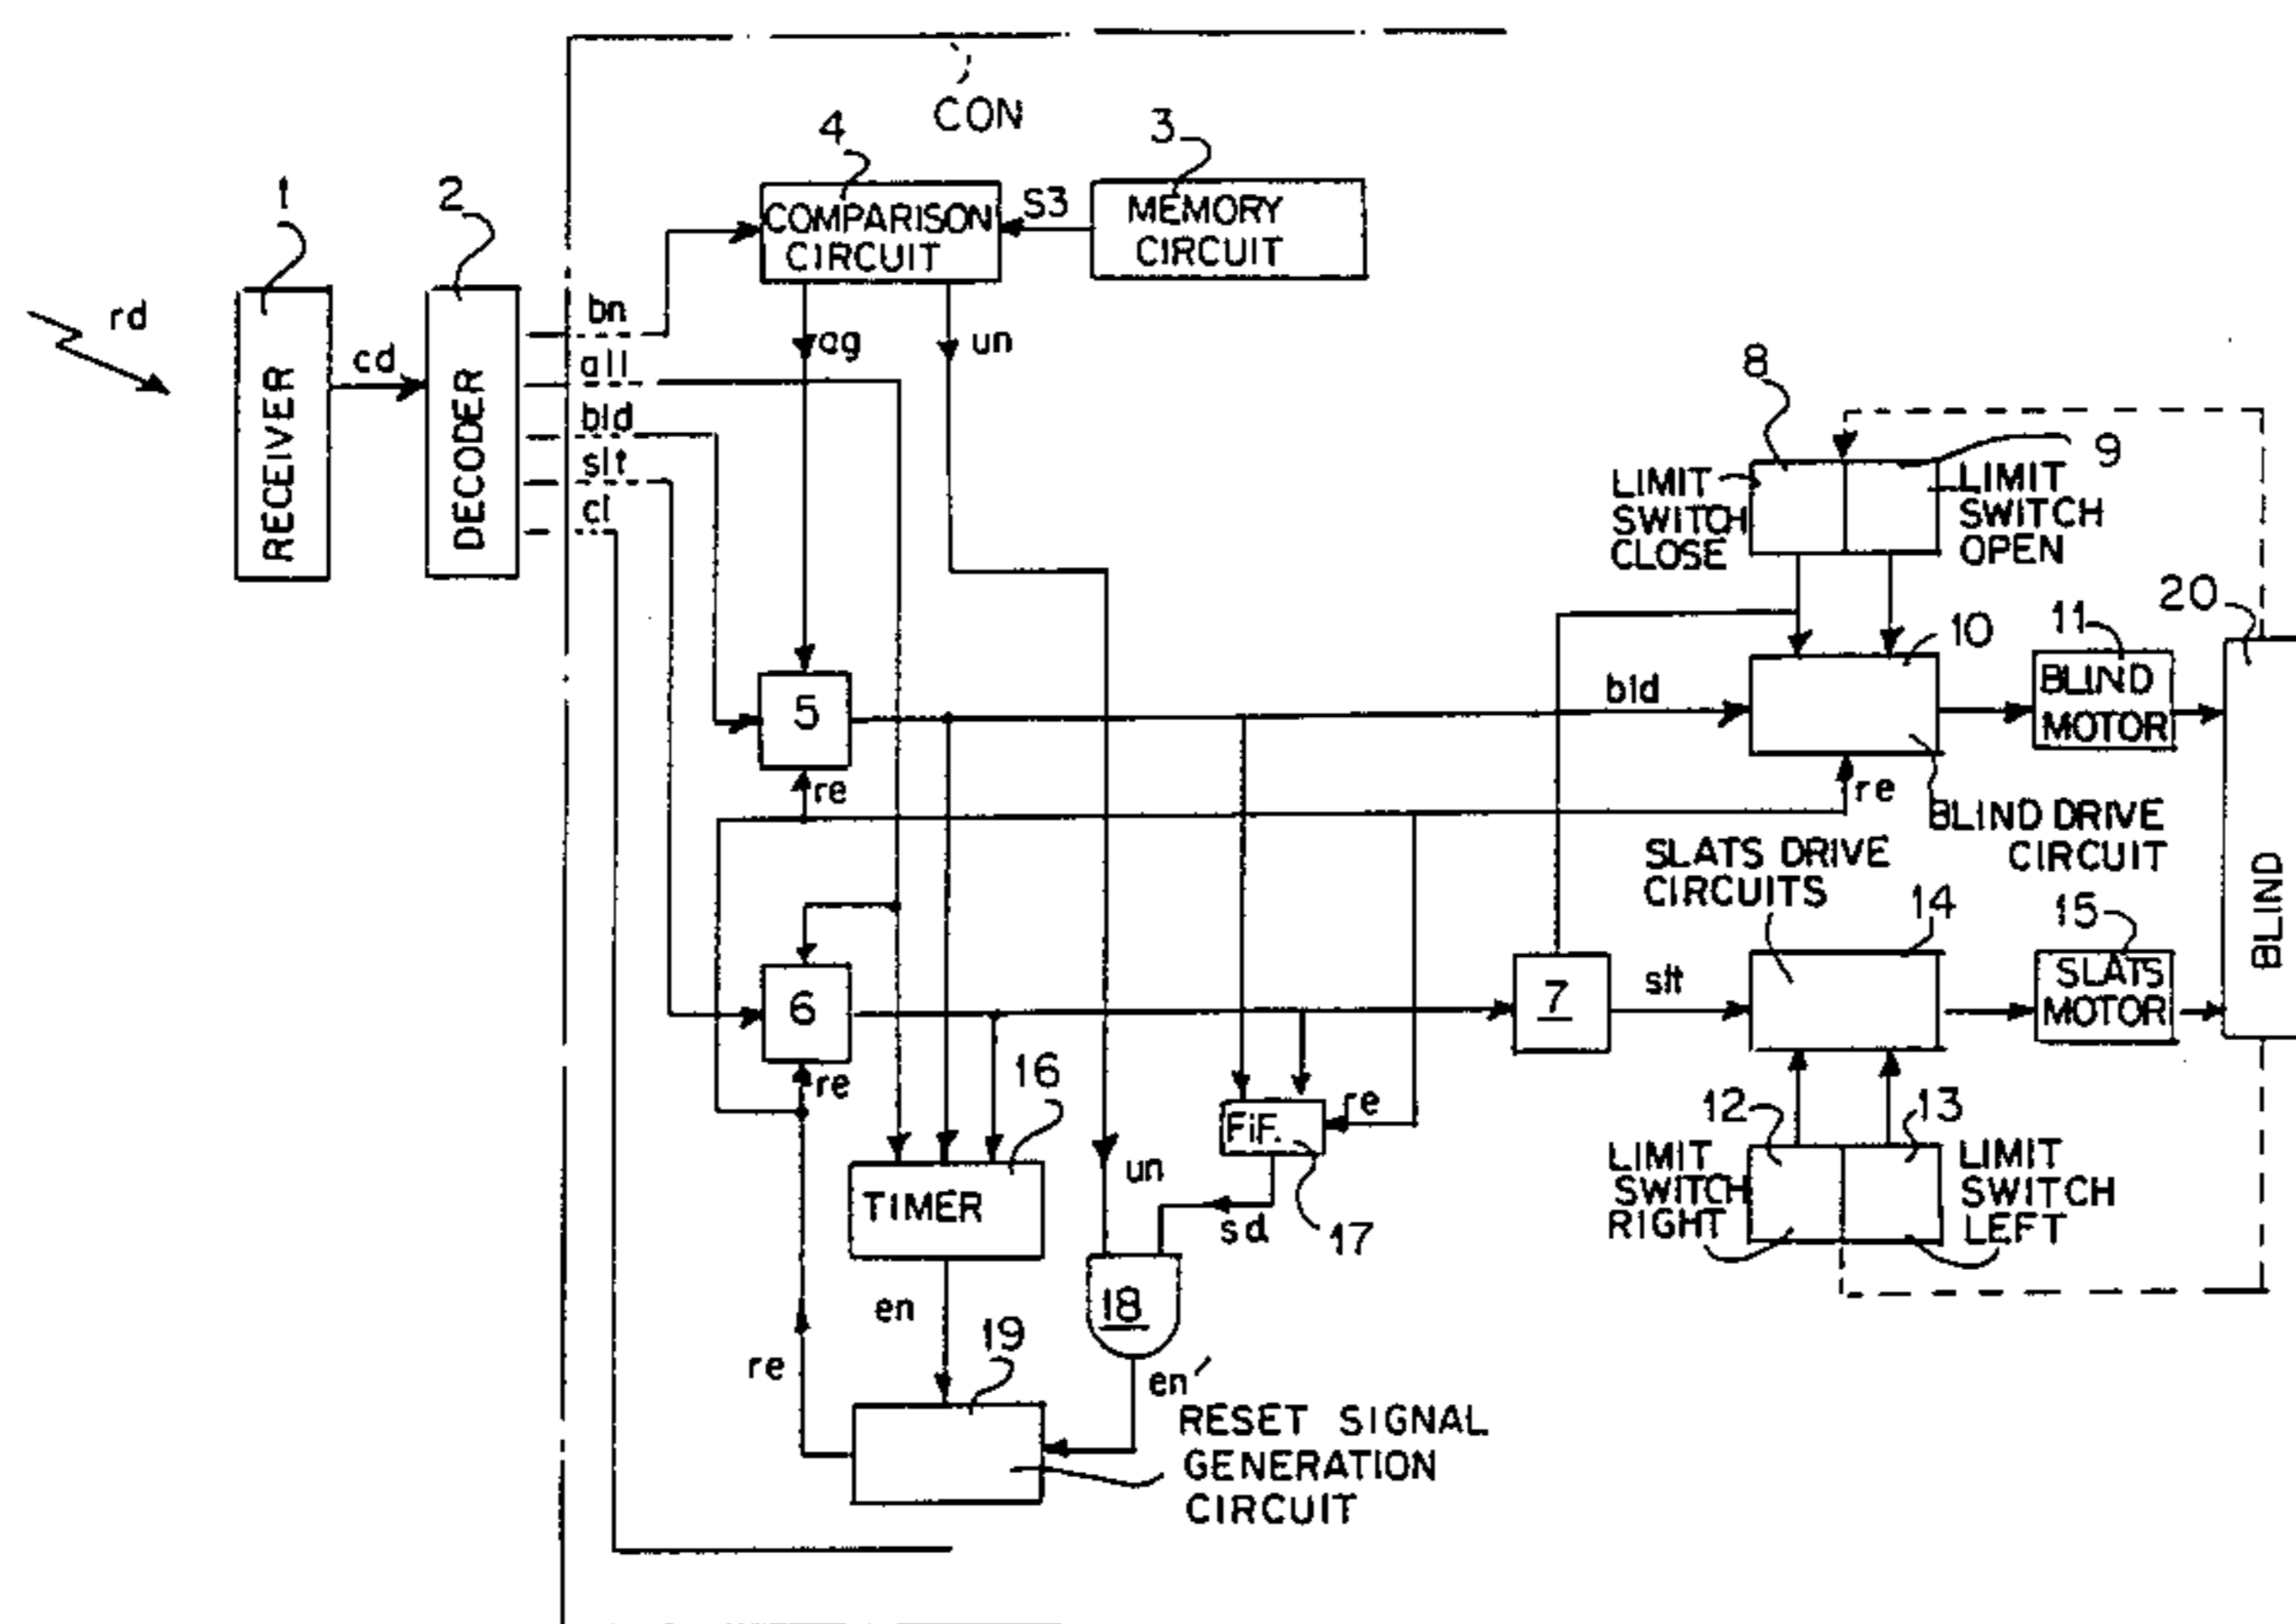 CON
4
3
1
2
COMPARISON
CIRCUIT
S3
MEMORY
CIRCUIT
rd
RECEIVER
cd
DECODER
bn
all
bld
slt
cl
ag
un
8
9
LIMIT
SWITCH
CLOSE
LIMIT
SWITCH
OPEN
20
5
re
bld
10
11
BLIND
MOTOR
re
BLIND DRIVE
CIRCUIT
SLATS DRIVE
CIRCUITS
BLIND
6
re
7
slt
14
15
SLATS
MOTOR
16
TIMER
un
F.F.
re
17
sd
12
13
LIMIT
SWITCH
RIGHT
LIMIT
SWITCH
LEFT
en
18
en'
re
19
RESET SIGNAL
GENERATION
CIRCUIT